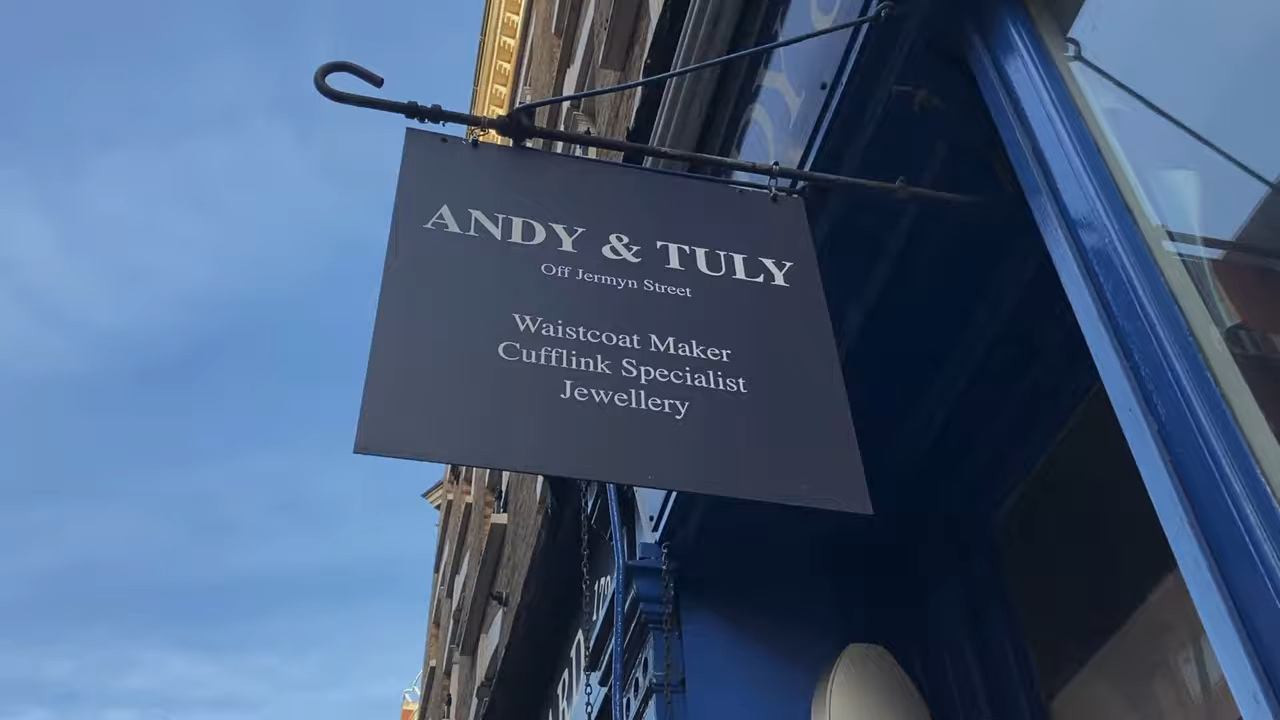 ANDY & TULY
Off Jermyn Street
Waistcoat Maker
Cufflink Specialist
Jewellery